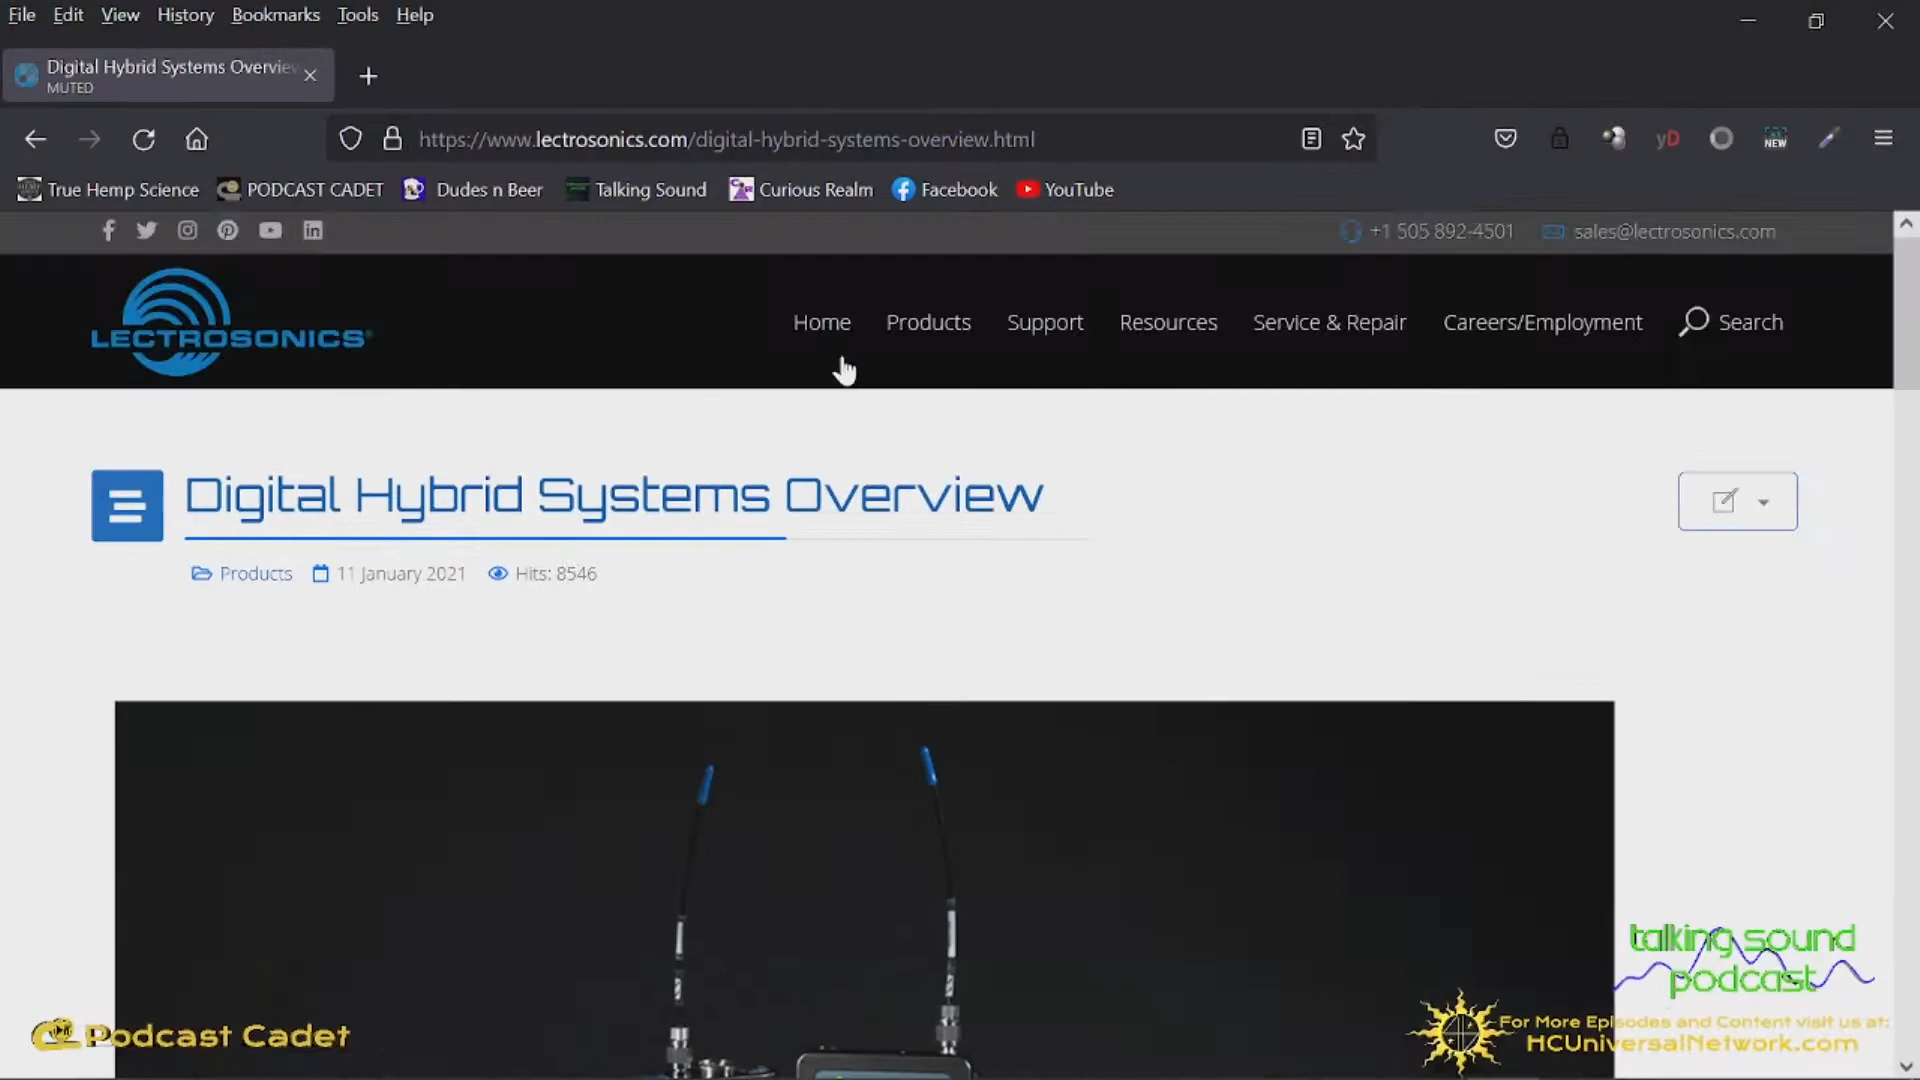 File Edit View History Bookmarks Tools Help
Digital Hybrid Systems Overview
MUTED
https://www.lectrosonics.com/digital-hybrid-systems-overview.html
yD
NEW
True Hemp Science PODCAST CADET Dudes n Beer Talking Sound Curious Realm Facebook YouTube
+1 505 892-4501 sales@lectrosonics.com
LECTROSONICS
Home Products Support Resources Service & Repair Careers/Employment Search
Digital Hybrid Systems Overview
Products 11 January 2021 Hits: 8546
talking sound
podcast
Podcast Cadet
For More Episodes and Content visit us at:
HCUniversalNetwork.com